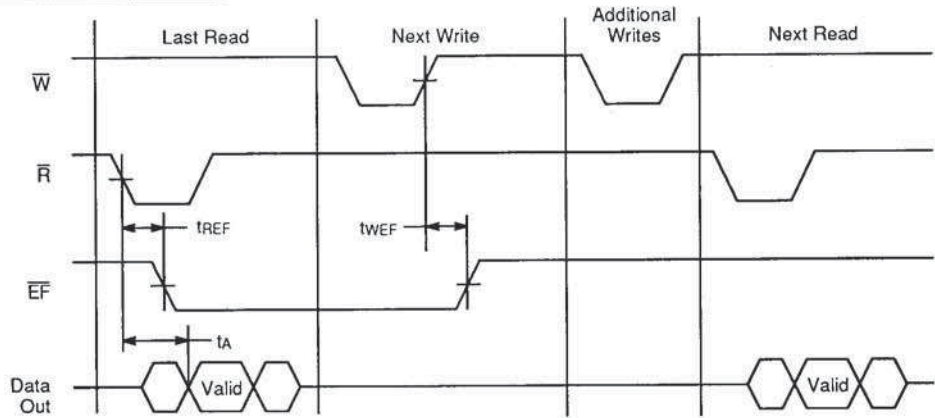 Last Read
Next Write
Additional
Writes
Next Read
W
R
tREF
tWEF
EF
tA
Data
Out
Valid
Valid